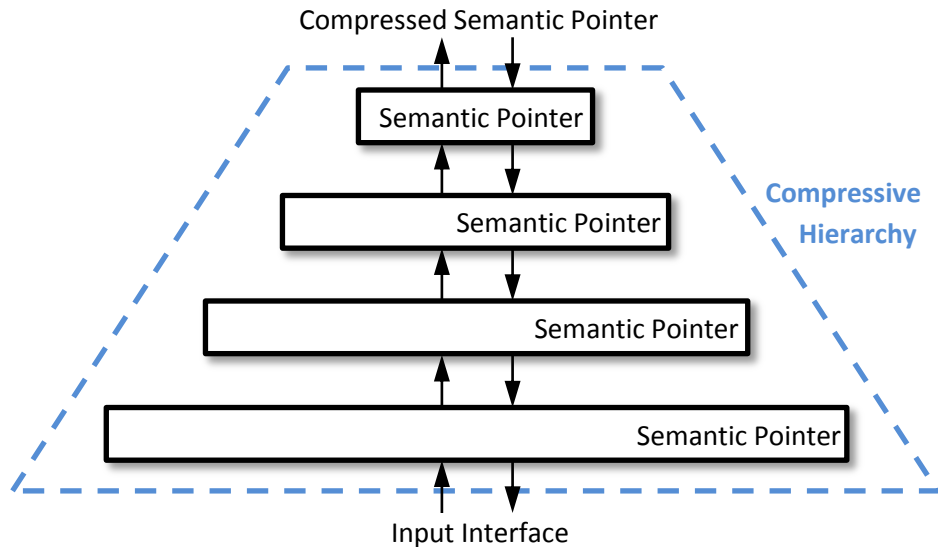 Compressed Semantic Pointer
Semantic Pointer
Semantic Pointer
Compressive
Hierarchy
Semantic Pointer
Semantic Pointer
Input Interface